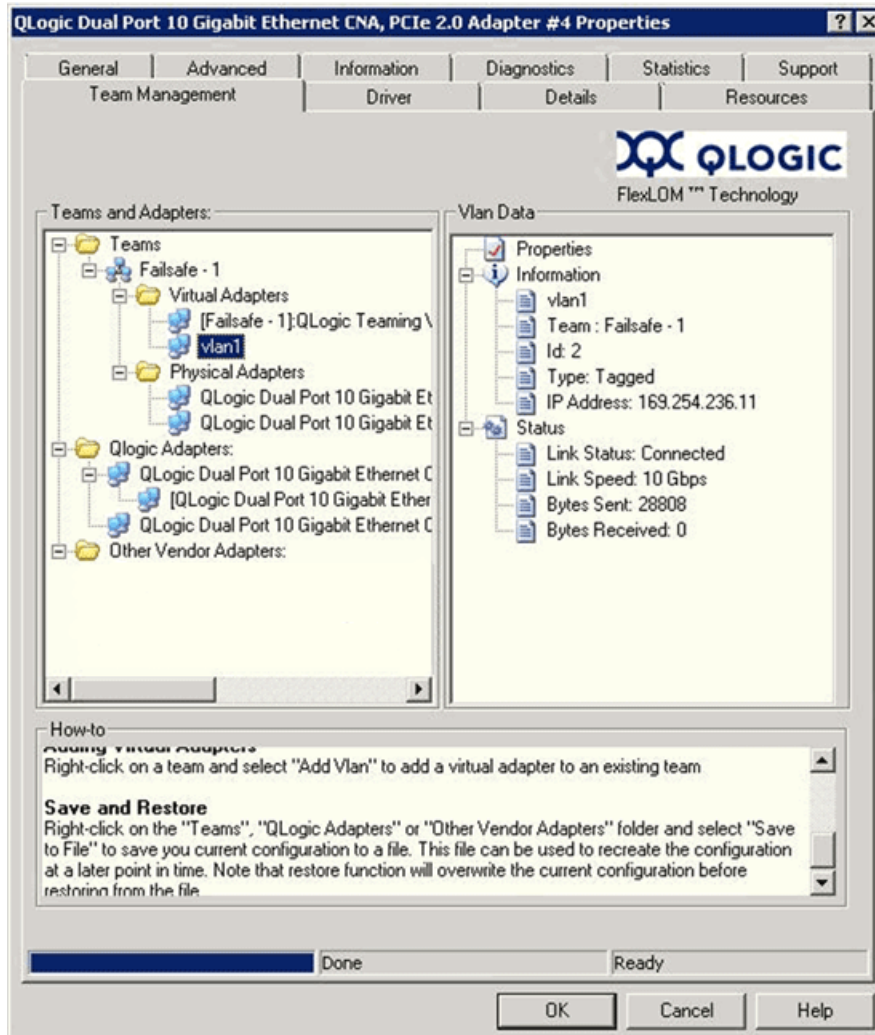 QLogic Dual Port 10 Gigabit Ethernet CNA, PCIe 2.0 Adapter #4 Properties
General
Advanced
Information
Diagnostics
Statistics
Support
Team Management
Driver
Details
Resources
QLOGIC
FlexLOM ™ Technology
Teams and Adapters:
Teams
Failsafe - 1
Virtual Adapters
[Failsafe - 1]:QLogic Teaming
vlan1
Physical Adapters
QLogic Dual Port 10 Gigabit Et
QLogic Dual Port 10 Gigabit Et
Qlogic Adapters:
QLogic Dual Port 10 Gigabit Ethernet C
[QLogic Dual Port 10 Gigabit Ether
QLogic Dual Port 10 Gigabit Ethernet C
Other Vendor Adapters:
Vlan Data
Properties
Information
vlan1
Team : Failsafe - 1
Id: 2
Type: Tagged
IP Address: 169.254.236.11
Status
Link Status: Connected
Link Speed: 10 Gbps
Bytes Sent: 28808
Bytes Received: 0
How-to
Adding Virtual Adapters
Right-click on a team and select "Add Vlan" to add a virtual adapter to an existing team
Save and Restore
Right-click on the "Teams", "QLogic Adapters" or "Other Vendor Adapters" folder and select "Save
to File" to save you current configuration to a file. This file can be used to recreate the configuration
at a later point in time. Note that restore function will overwrite the current configuration before
restoring from the file
Done
Ready
OK
Cancel
Help